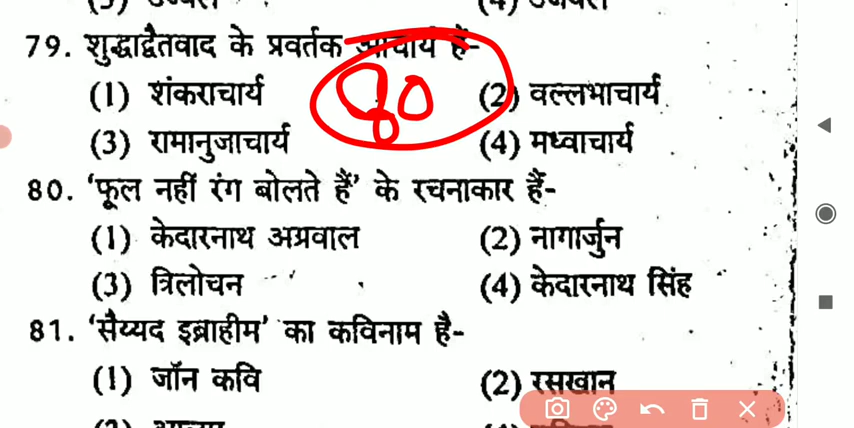 79. शुद्धाद्वैतवाद के प्रवर्तक आचार्य हैं-
(1) शंकराचार्य (2) वल्लभाचार्य
80
(3) रामानुजाचार्य (4) मध्वाचार्य
80. ‘फूल नहीं रंग बोलते हैं’ के रचनाकार हैं-
(1) केदारनाथ अग्रवाल (2) नागार्जुन
(3) त्रिलोचन (4) केदारनाथ सिंह
81. ‘सैय्यद इब्राहीम’ का कविनाम है-
(1) जॉन कवि (2) रसखान